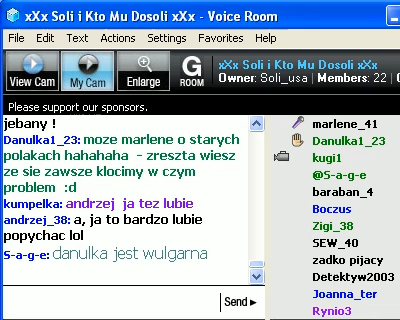 xXx Soli i Kto Mu Dosoli xXx - Voice Room
File Edit Text Actions Settings Favorites Help
View Cam My Cam Enlarge G ROOM
xXx Soli i Kto Mu Dosoli xXx
Owner: Soli_usa | Members: 22 |
Please support our sponsors.
jebany !
Danulka1_23: moze marlene o starych
polakach hahahaha - zreszta wiesz
ze sie zawsze klocimy w czym
problem :d
kumpelka: andrzej ja tez lubie
andrzej_38: a, ja to bardzo lubie
popychac lol
S-a-g-e: danulka jest wulgarna
Send
marlene_41
Danulka1_23
kugi1
@S-a-g-e
baraban_4
Boczus
Zigi_38
SEW_40
zadko pijacy
Detektyw2003
Joanna_ter
Rynio3